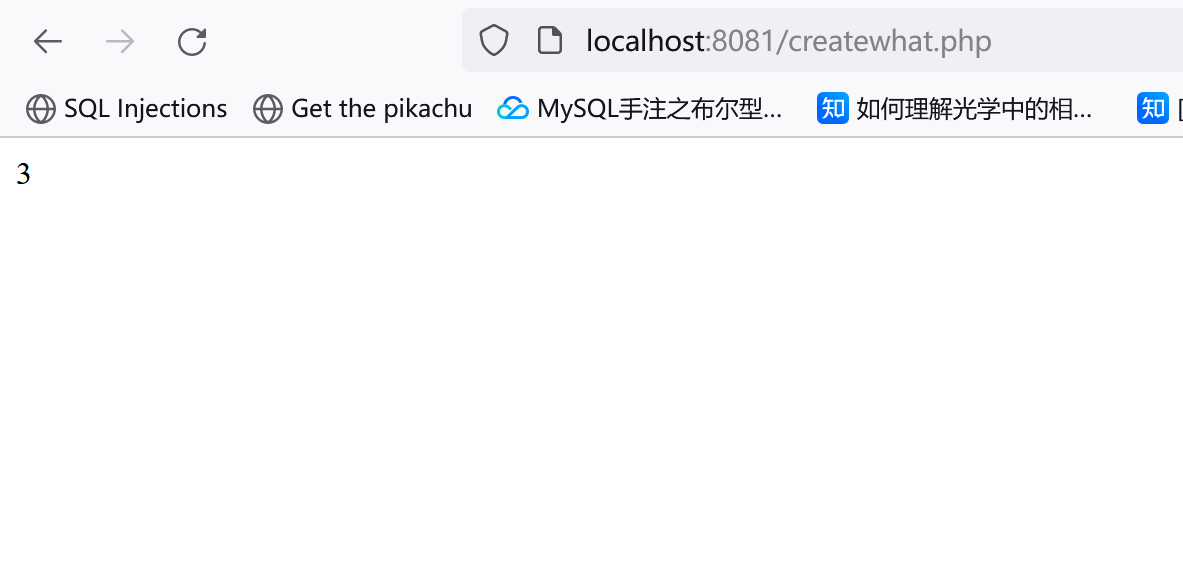 localhost:8081/createwhat.php
SQL Injections Get the pikachu MySQL手注之布尔型... 知 如何理解光学中的相... 知 [
3